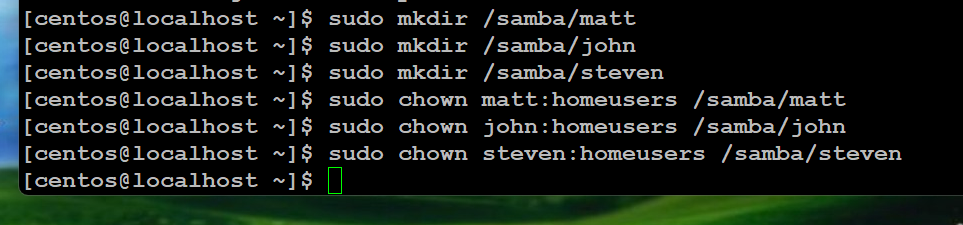 [centos@localhost ~]$ sudo mkdir /samba/matt
[centos@localhost ~]$ sudo mkdir /samba/john
[centos@localhost ~]$ sudo mkdir /samba/steven
[centos@localhost ~]$ sudo chown matt:homeusers /samba/matt
[centos@localhost ~]$ sudo chown john:homeusers /samba/john
[centos@localhost ~]$ sudo chown steven:homeusers /samba/steven
[centos@localhost ~]$